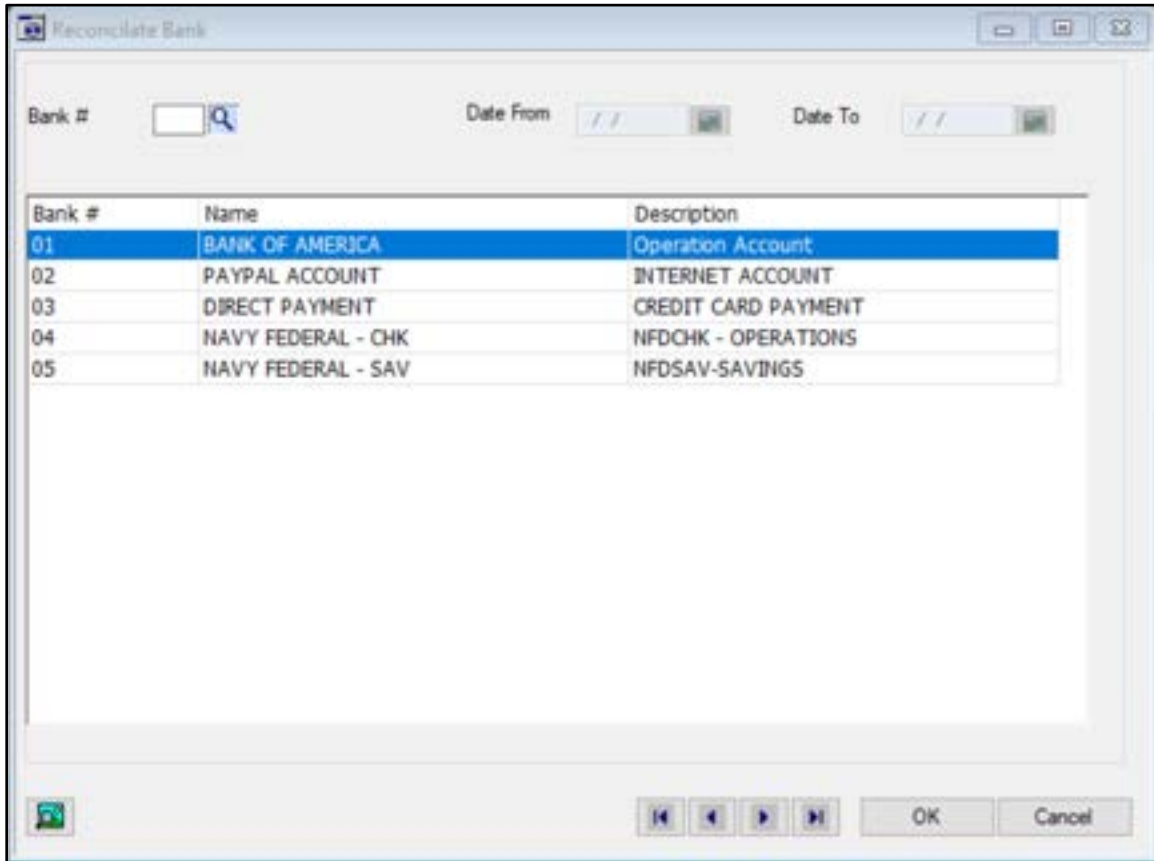 Reconcilate Bank
Bank # Date From / / Date To / /
Bank # Name Description
01 BANK OF AMERICA Operation Account
02 PAYPAL ACCOUNT INTERNET ACCOUNT
03 DIRECT PAYMENT CREDIT CARD PAYMENT
04 NAVY FEDERAL - CHK NFDCHK - OPERATIONS
05 NAVY FEDERAL - SAV NFDSAV-SAVINGS
OK Cancel